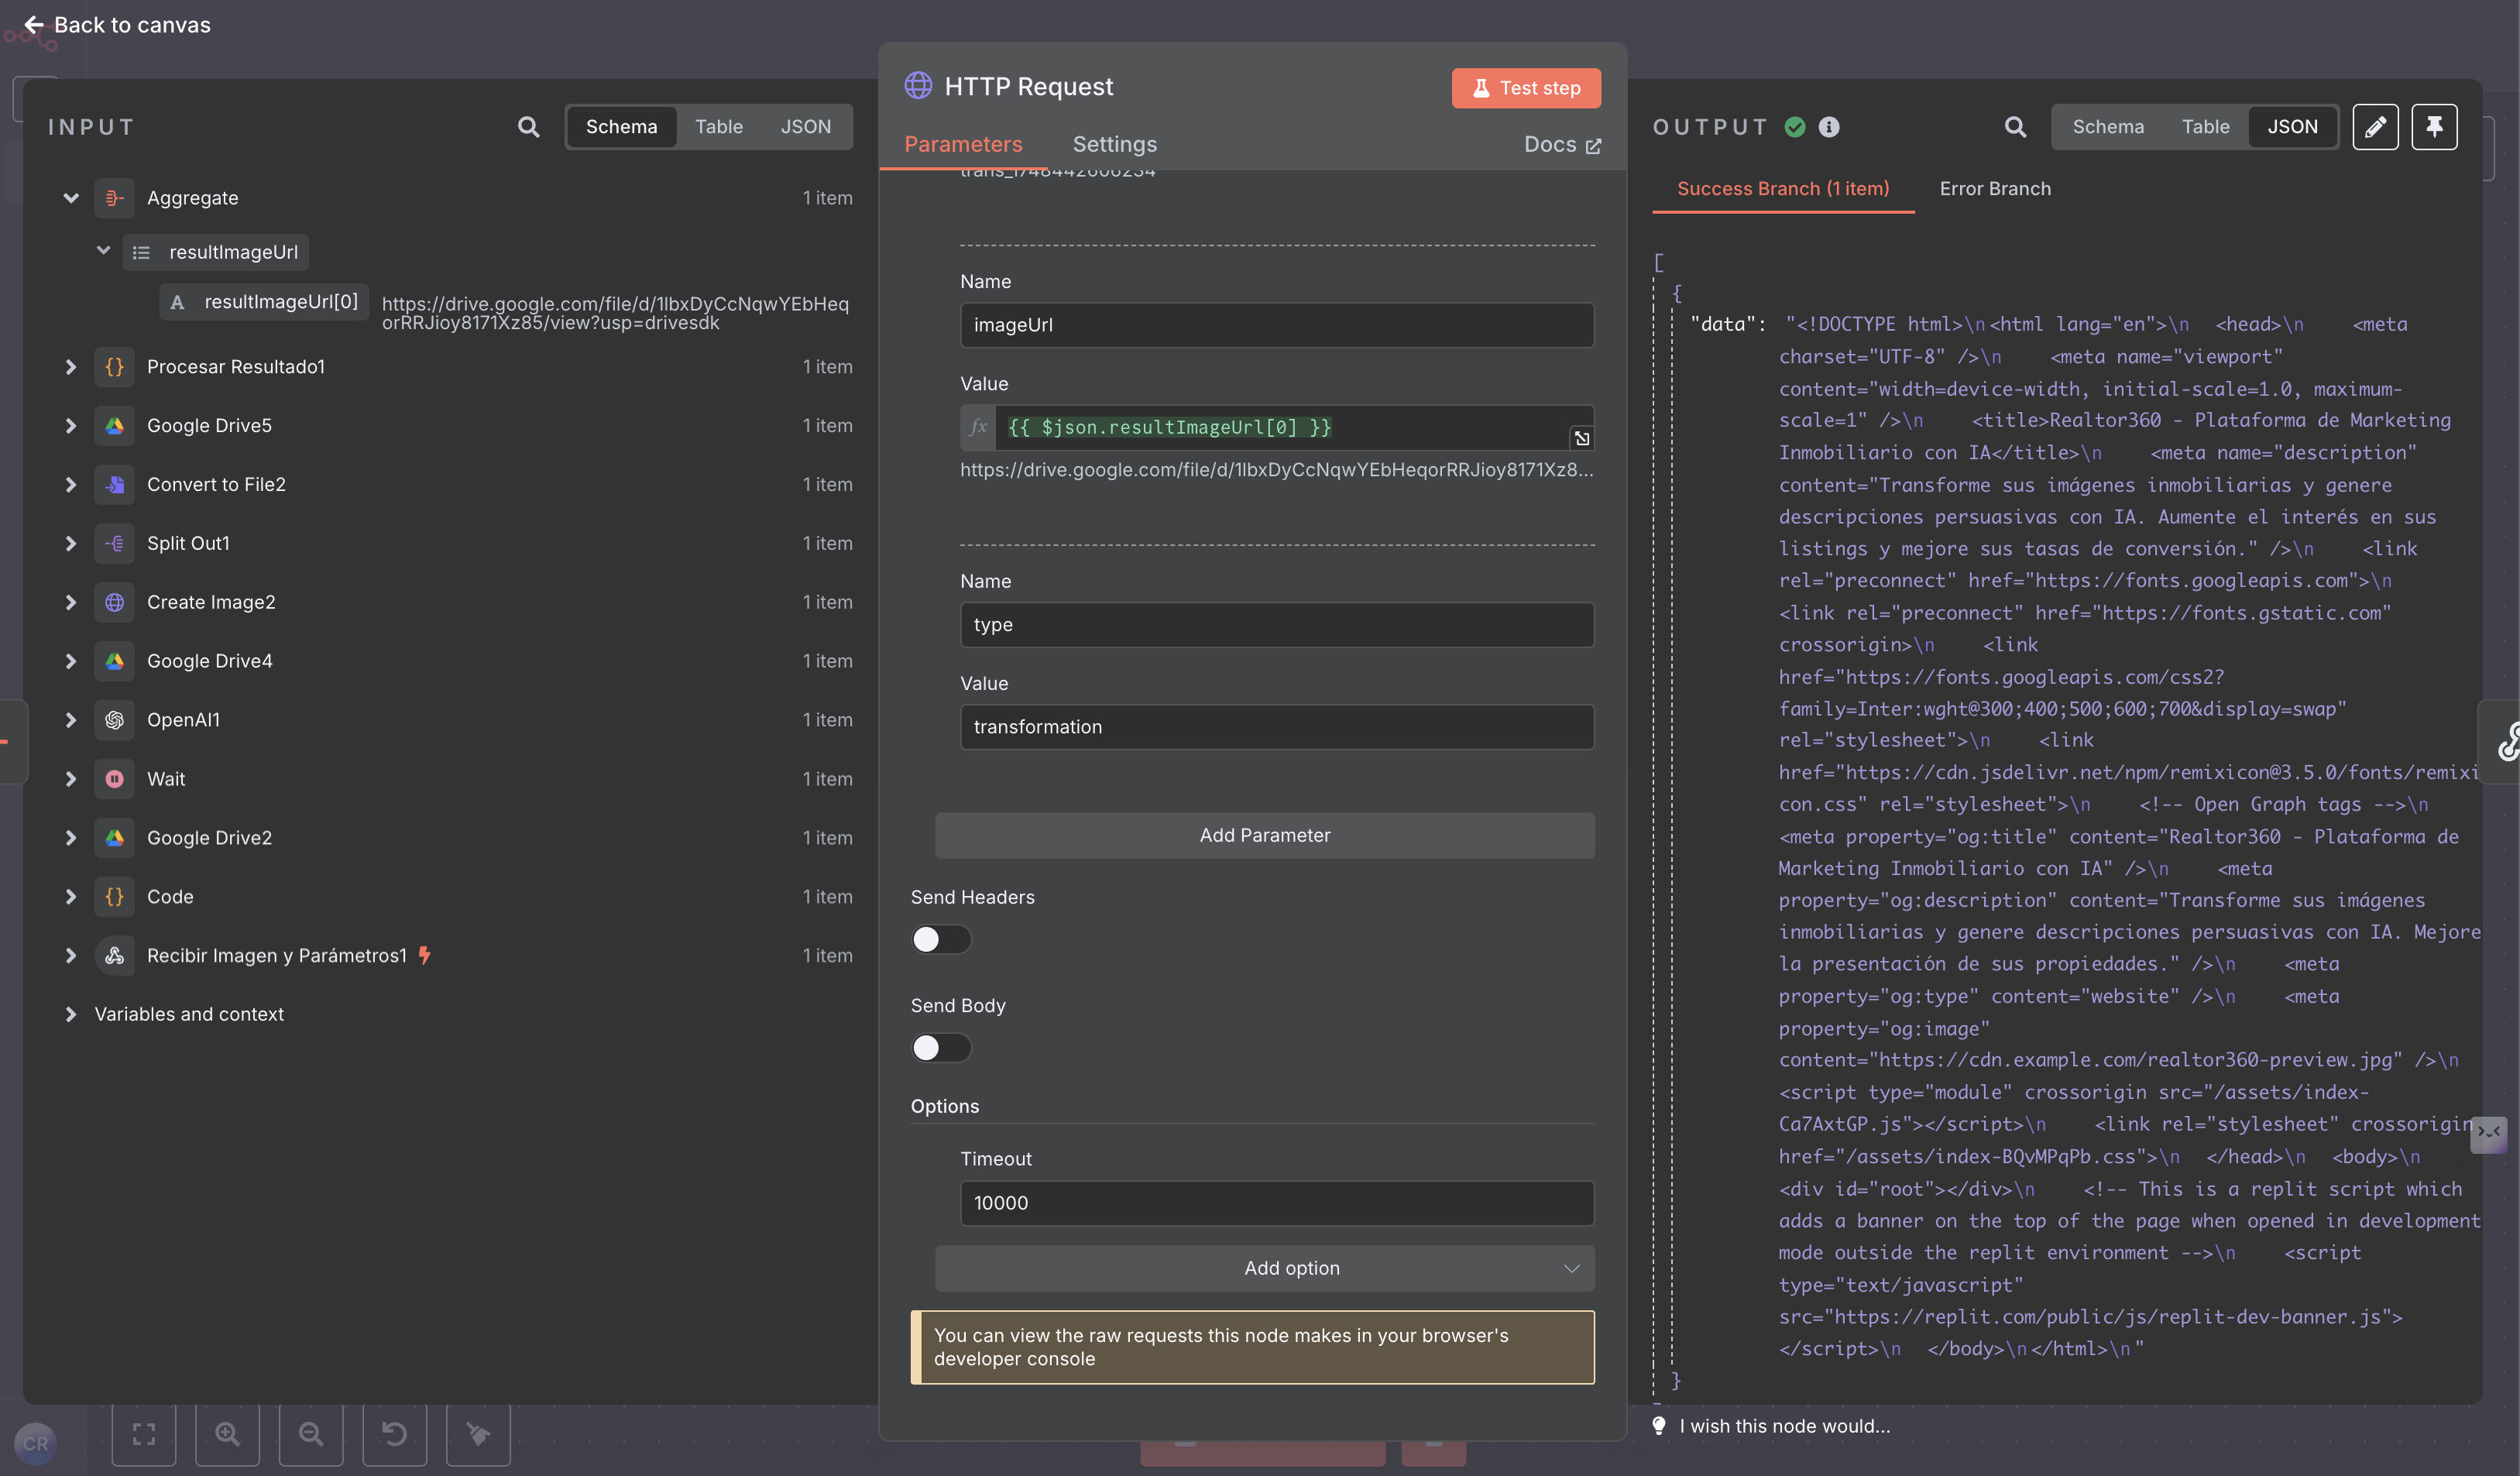 Back to canvas
INPUT
Schema
Table
JSON
Aggregate
1 item
resultImageUrl
A
resultImageUrl[0]
https://drive.google.com/file/d/1lbxDyCcNqwYEbHeq
orRRJioy8171Xz85/view?usp=drivesdk
Procesar Resultado1
1 item
Google Drive5
1 item
Convert to File2
1 item
Split Out1
1 item
Create Image2
1 item
Google Drive4
1 item
OpenAI1
1 item
Wait
1 item
Google Drive2
1 item
Code
1 item
Recibir Imagen y Parámetros1
1 item
Variables and context
CR
HTTP Request
Test step
Parameters
Settings
Docs
trans_1748442606234
Name
imageUrl
Value
fx
{{ $json.resultImageUrl[0] }}
https://drive.google.com/file/d/1lbxDyCcNqwYEbHeqorRRJioy8171Xz8...
Name
type
Value
transformation
Add Parameter
Send Headers
Send Body
Options
Timeout
10000
Add option
You can view the raw requests this node makes in your browser's
developer console
OUTPUT
Schema
Table
JSON
Success Branch (1 item)
Error Branch
[
{
"data": "<!DOCTYPE html>\n<html lang="en">\n <head>\n <meta
charset="UTF-8" />\n <meta name="viewport"
content="width=device-width, initial-scale=1.0, maximum-
scale=1" />\n <title>Realtor360 - Plataforma de Marketing
Inmobiliario con IA</title>\n <meta name="description"
content="Transforme sus imágenes inmobiliarias y genere
descripciones persuasivas con IA. Aumente el interés en sus
listings y mejore sus tasas de conversión." />\n <link
rel="preconnect" href="https://fonts.googleapis.com">\n
<link rel="preconnect" href="https://fonts.gstatic.com"
crossorigin>\n <link
href="https://fonts.googleapis.com/css2?
family=Inter:wght@300;400;500;600;700&display=swap"
rel="stylesheet">\n <link
href="https://cdn.jsdelivr.net/npm/remixicon@3.5.0/fonts/remixi
con.css" rel="stylesheet">\n <!-- Open Graph tags -->\n
<meta property="og:title" content="Realtor360 - Plataforma de
Marketing Inmobiliario con IA" />\n <meta
property="og:description" content="Transforme sus imágenes
inmobiliarias y genere descripciones persuasivas con IA. Mejore
la presentación de sus propiedades." />\n <meta
property="og:type" content="website" />\n <meta
property="og:image"
content="https://cdn.example.com/realtor360-preview.jpg" />\n
<script type="module" crossorigin src="/assets/index-
Ca7AxtGP.js"></script>\n <link rel="stylesheet" crossorigin
href="/assets/index-BQvMPqPb.css">\n </head>\n <body>\n
<div id="root"></div>\n <!-- This is a replit script which
adds a banner on the top of the page when opened in development
mode outside the replit environment -->\n <script
type="text/javascript"
src="https://replit.com/public/js/replit-dev-banner.js">
</script>\n </body>\n</html>\n"
}
I wish this node would...